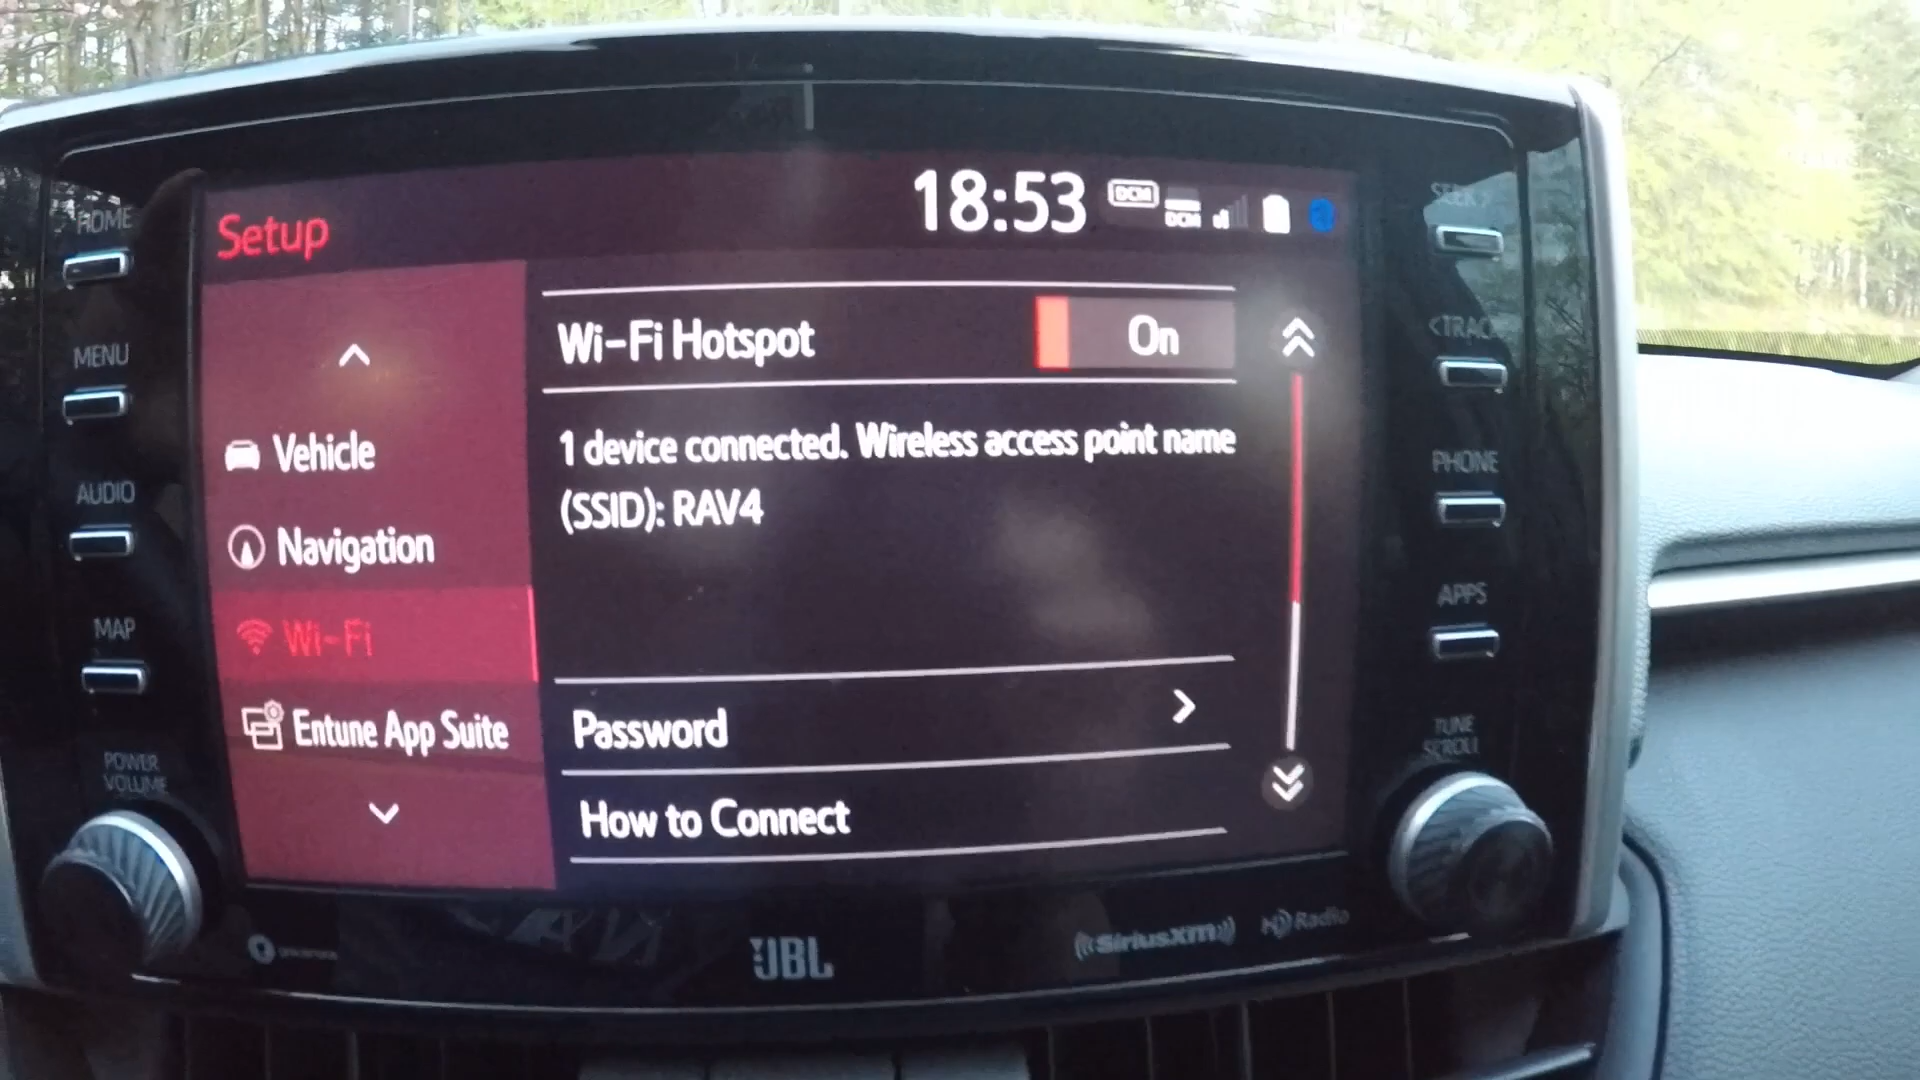 HOME
MENU
AUDIO
MAP
POWER
VOLUME
Setup
18:53
DCM
DCM
Vehicle
Navigation
Wi-Fi
Entune App Suite
Wi-Fi Hotspot
On
1 device connected. Wireless access point name
(SSID): RAV4
Password
How to Connect
SEEK >
<TRACK
PHONE
APPS
TUNE
SCROLL
JBL
((SiriusXM))
HD Radio